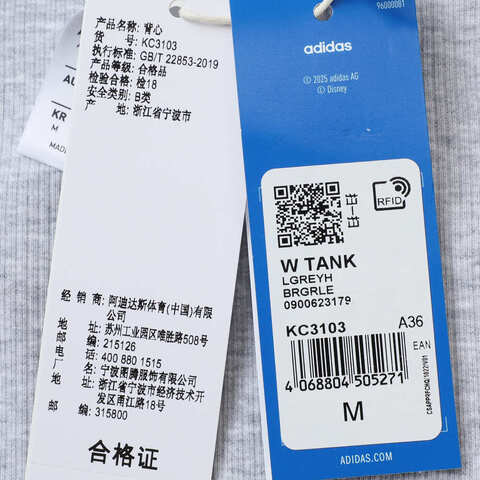 产品名称: 背心
货 号: KC3103
执行标准: GB/T 22853-2019
产品等级: 合格品
检验合格: 检18
安全类别: B类
产 地: 浙江省宁波市
经 销 商: 阿迪达斯体育(中国)有限
公司
地 址: 苏州工业园区唯胜路508号
邮 编: 215126
电 话: 400 880 1515
厂 名: 宁波图腾服饰有限公司
厂 址: 浙江省宁波市经济技术开
发区甬江路18号
邮 编: 315800
合格证
AU
KR
M
MADE
96000081
adidas
© 2025 adidas AG
© Disney
RFID
W TANK
LGREYH
BRGRLE
0900623179
KC3103
A36
EAN
4 068804 505271
M
ADIDAS.COM